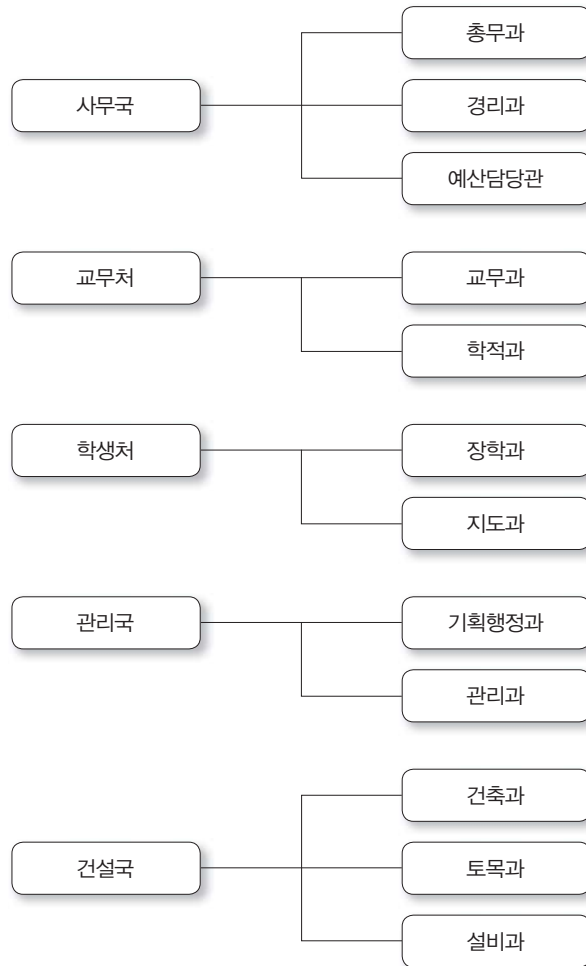 총무과
사무국
경리과
예산담당관
교무처
교무과
학적과
학생처
장학과
지도과
관리국
기획행정과
관리과
건축과
건설국
토목과
설비과